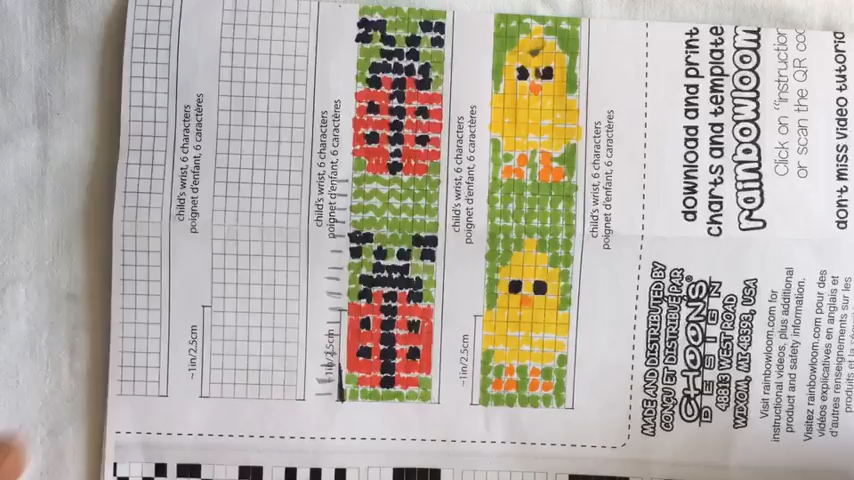 child's wrist, 6 characters
poignet d'enfant, 6 caractères
~1in/2.5cm
child's wrist, 6 characters
poignet d'enfant, 6 caractères
~1in/2.5cm
child's wrist, 6 characters
poignet d'enfant, 6 caractères
~1in/2.5cm
child's wrist, 6 characters
poignet d'enfant, 6 caractères
MADE AND DISTRIBUTED BY
CONÇU ET DISTRIBUÉ PAR
CHOONS®
DESIGN
48813 WEST ROAD
WIXOM, MI 48393, USA
Visit rainbowloom.com for
instructional videos, plus additional
product and safety information.
Visitez rainbowloom.com pour des
vidéos explicatives en anglais et
d'autres renseignements sur les
produits et la
download and print
charts and template
rainbowloom
Click on "instruction
or scan the QR
don't miss video tutoria